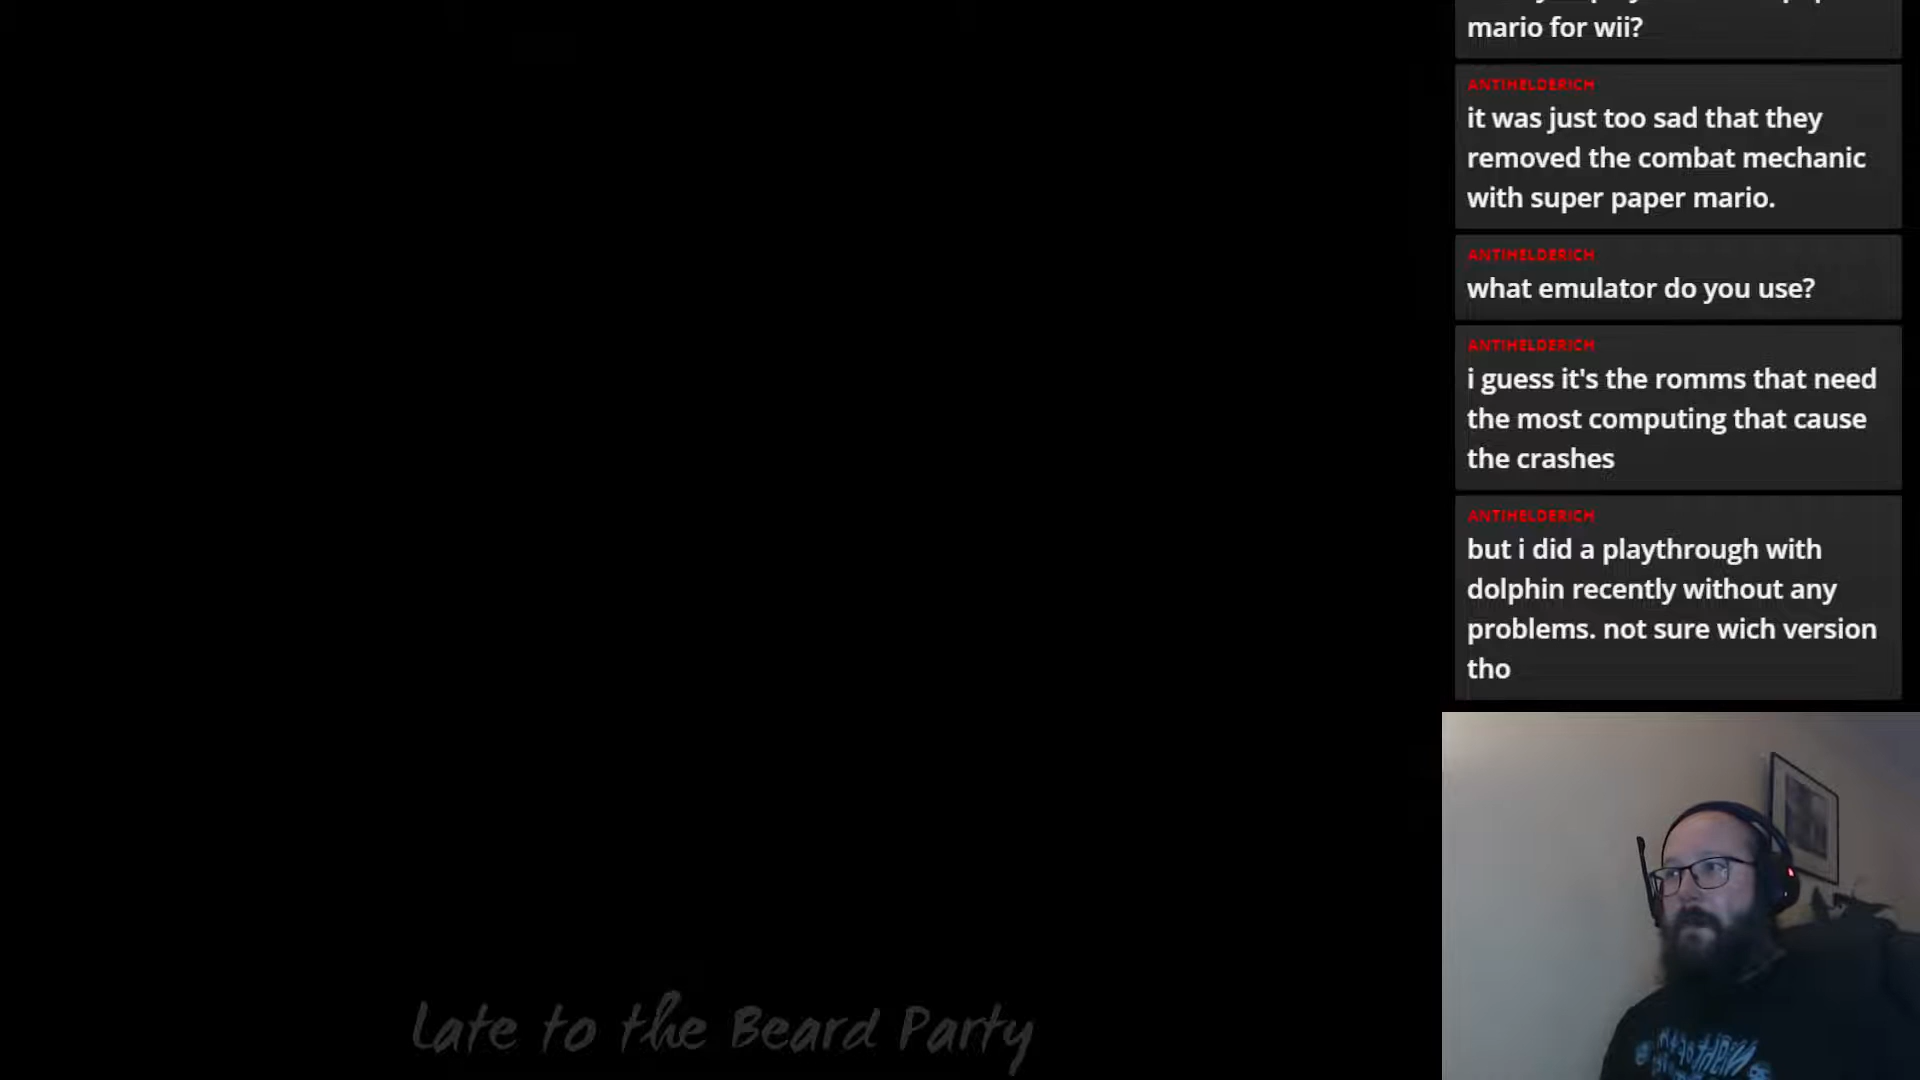 mario for wii?
ANTIHELDERICH
it was just too sad that they
removed the combat mechanic
with super paper mario.
ANTIHELDERICH
what emulator do you use?
ANTIHELDERICH
i guess it's the romms that need
the most computing that cause
the crashes
ANTIHELDERICH
but i did a playthrough with
dolphin recently without any
problems. not sure wich version
tho
Late to the Beard Party